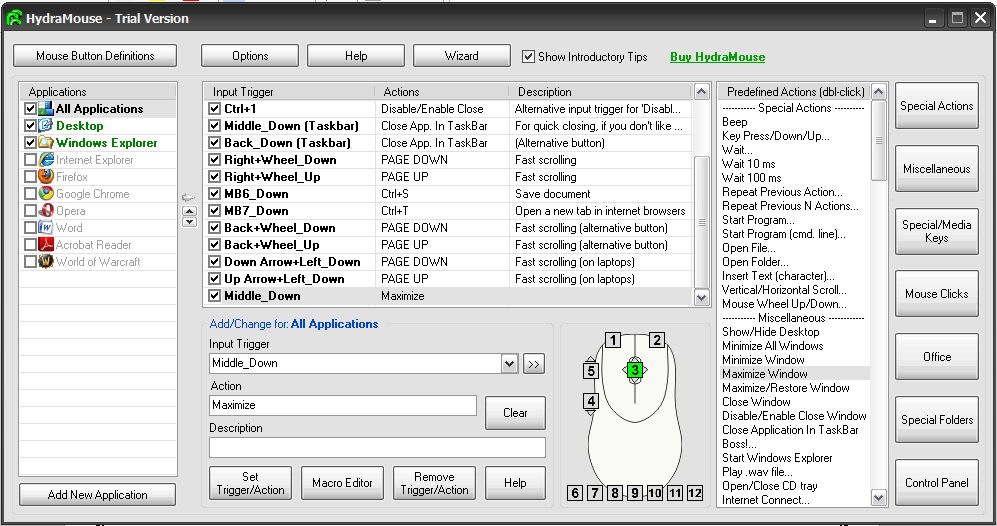 HydraMouse - Trial Version
Mouse Button Definitions
Options
Help
Wizard
Show Introductory Tips
Buy HydraMouse
Applications
All Applications
Desktop
Windows Explorer
Internet Explorer
Firefox
Google Chrome
Opera
Word
Acrobat Reader
World of Warcraft
Add New Application
Input Trigger Actions Description
Ctrl+1 Disable/Enable Close Alternative input trigger for 'Disabl...
Middle_Down (Taskbar) Close App. In TaskBar For quick closing, if you don't like ...
Back_Down (Taskbar) Close App. In TaskBar (Alternative button)
Right+Wheel_Down PAGE DOWN Fast scrolling
Right+Wheel_Up PAGE UP Fast scrolling
MB6_Down Ctrl+S Save document
MB7_Down Ctrl+T Open a new tab in internet browsers
Back+Wheel_Down PAGE DOWN Fast scrolling (alternative button)
Back+Wheel_Up PAGE UP Fast scrolling (alternative button)
Down Arrow+Left_Down PAGE DOWN Fast scrolling (on laptops)
Up Arrow+Left_Down PAGE UP Fast scrolling (on laptops)
Middle_Down Maximize
Add/Change for: All Applications
Input Trigger
Middle_Down
>>
Action
Maximize
Clear
Description
Set
Trigger/Action
Macro Editor
Remove
Trigger/Action
Help
1 2
3
5
4
6 7 8 9 10 11 12
Predefined Actions (dbl-click)
----------- Special Actions ----------
Beep
Key Press/Down/Up...
Wait...
Wait 10 ms
Wait 100 ms
Repeat Previous Action...
Repeat Previous N Actions...
Start Program...
Start Program (cmd. line)...
Open File...
Open Folder...
Insert Text (character)...
Vertical/Horizontal Scroll...
Mouse Wheel Up/Down...
----------- Miscellaneous ------------
Show/Hide Desktop
Minimize All Windows
Minimize Window
Maximize Window
Maximize/Restore Window
Close Window
Disable/Enable Close Window
Close Application In TaskBar
Boss!...
Start Windows Explorer
Play .wav file...
Open/Close CD tray
Internet Connect...
Special Actions
Miscellaneous
Special/Media
Keys
Mouse Clicks
Office
Special Folders
Control Panel